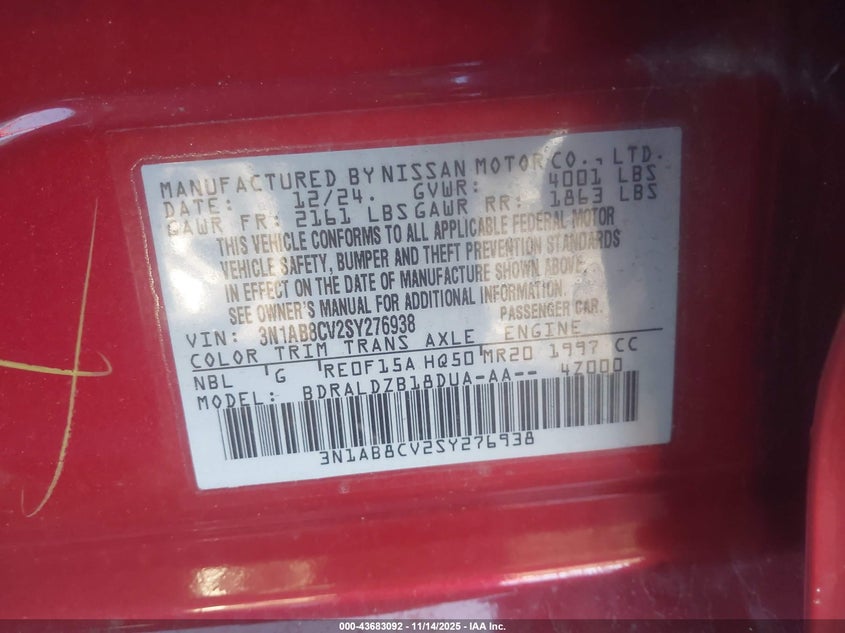 MANUFACTURED BY NISSAN MOTOR CO., LTD.
DATE: 12/24. GVWR: 4001 LBS
GAWR FR: 2161 LBS GAWR RR: 1863 LBS
THIS VEHICLE CONFORMS TO ALL APPLICABLE FEDERAL MOTOR
VEHICLE SAFETY, BUMPER AND THEFT PREVENTION STANDARDS
IN EFFECT ON THE DATE OF MANUFACTURE SHOWN ABOVE.
SEE OWNER'S MANUAL FOR ADDITIONAL INFORMATION.
VIN: 3N1AB8CV2SY276938 PASSENGER CAR.
COLOR TRIM TRANS AXLE ENGINE
NBL G RE0F15A HQ50 MR20 1997 CC
MODEL: BDRALDZB18DUA-AA-- 4Z000
3N1AB8CV2SY276938
000-43683092 - 11/14/2025 - IAA Inc.